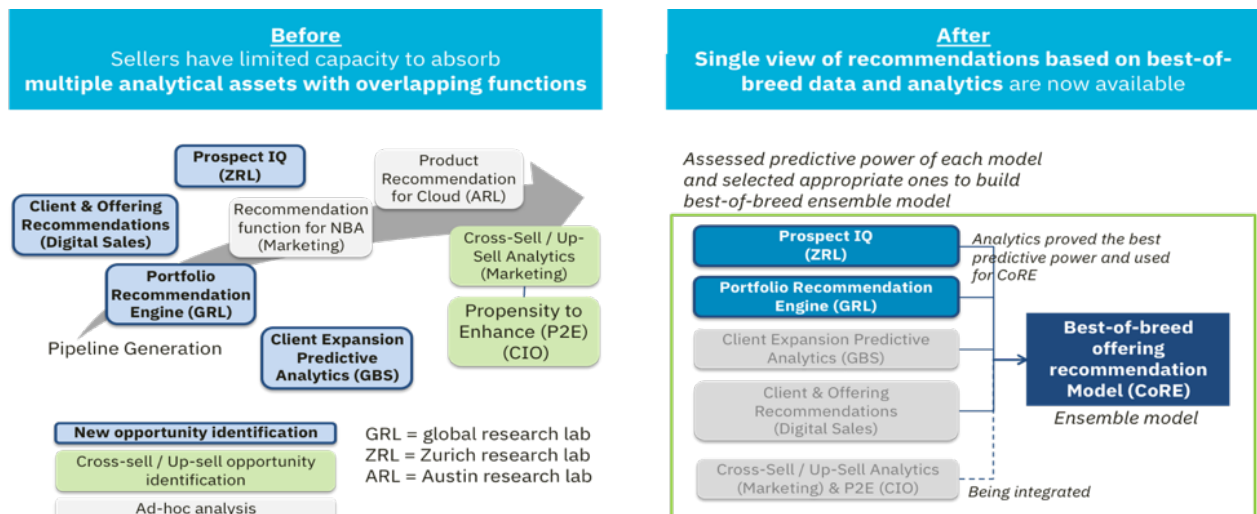 Before
Sellers have limited capacity to absorb
multiple analytical assets with overlapping functions
Prospect IQ
(ZRL)
Product
Recommendation
for Cloud (ARL)
Client & Offering
Recommendations
(Digital Sales)
Recommendation
function for NBA
(Marketing)
Cross-Sell / Up-
Sell Analytics
(Marketing)
Portfolio
Recommendation
Engine (GRL)
Propensity to
Enhance (P2E)
(CIO)
Pipeline Generation
Client Expansion
Predictive
Analytics (GBS)
New opportunity identification
Cross-sell / Up-sell opportunity
identification
Ad-hoc analysis
GRL = global research lab
ZRL = Zurich research lab
ARL = Austin research lab
After
Single view of recommendations based on best-of-
breed data and analytics are now available
Assessed predictive power of each model
and selected appropriate ones to build
best-of-breed ensemble model
Prospect IQ
(ZRL)
Analytics proved the best
predictive power and used
for CoRE
Portfolio Recommendation
Engine (GRL)
Client Expansion Predictive
Analytics (GBS)
Client & Offering
Recommendations
(Digital Sales)
Best-of-breed
offering
recommendation
Model (CoRE)
Ensemble model
Cross-Sell / Up-Sell Analytics
(Marketing) & P2E (CIO)
Being integrated